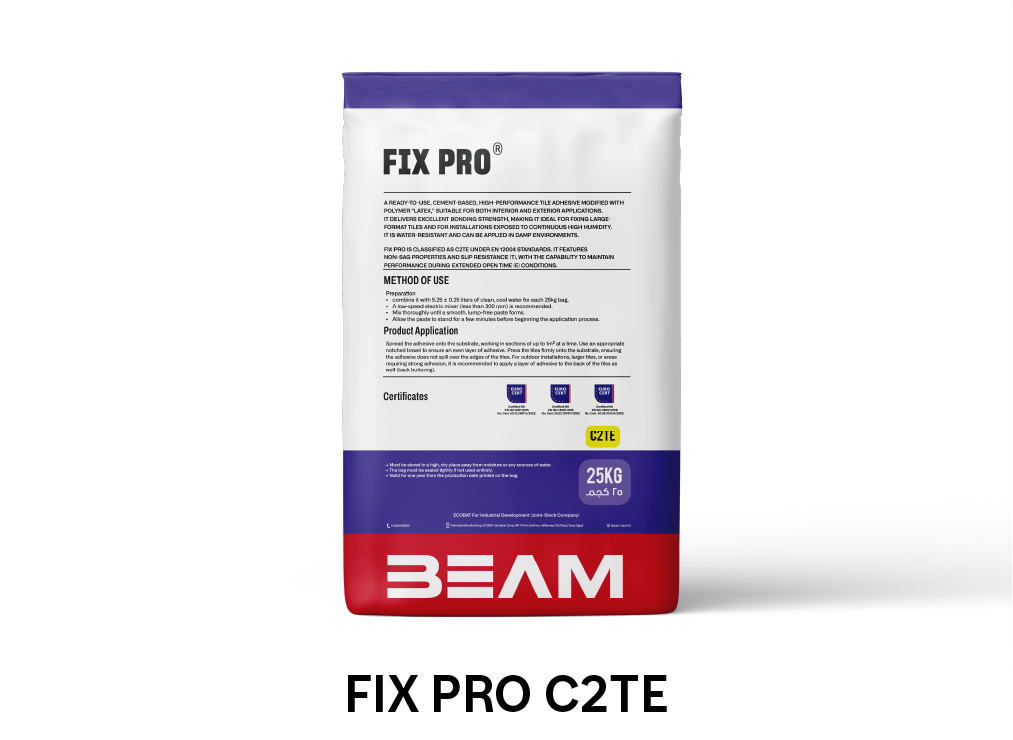 FIX PRO®
A READY-TO-USE, CEMENT-BASED, HIGH-PERFORMANCE TILE ADHESIVE MODIFIED WITH
POLYMER "LATEX," SUITABLE FOR BOTH INTERIOR AND EXTERIOR APPLICATIONS.
IT DELIVERS EXCELLENT BONDING STRENGTH, MAKING IT IDEAL FOR FIXING LARGE-
FORMAT TILES AND FOR INSTALLATIONS EXPOSED TO CONTINUOUS HIGH HUMIDITY.
IT IS WATER-RESISTANT AND CAN BE APPLIED IN DAMP ENVIRONMENTS.
FIX PRO IS CLASSIFIED AS C2TE UNDER EN 12004 STANDARDS. IT FEATURES
NON-SAG PROPERTIES AND SLIP RESISTANCE (T), WITH THE CAPABILITY TO MAINTAIN
PERFORMANCE DURING EXTENDED OPEN TIME (E) CONDITIONS.
METHOD OF USE
Preparation
• combine it with 5.25 ± 0.25 liters of clean, cool water for each 25kg bag.
• A low-speed electric mixer (less than 300 rpm) is recommended.
• Mix thoroughly until a smooth, lump-free paste forms.
• Allow the paste to stand for a few minutes before beginning the application process.
Product Application
Spread the adhesive onto the substrate, working in sections of up to 1m² at a time. Use an appropriate
notched trowel to ensure an even layer of adhesive. Press the tiles firmly onto the substrate, ensuring
the adhesive does not spill over the edges of the tiles. For outdoor installations, larger tiles, or areas
requiring strong adhesion, it is recommended to apply a layer of adhesive to the back of the tiles as
well (back buttering).
Certificates
EURO CERT
EURO CERT
EURO CERT
C2TE
→ Must be stored in a high, dry place away from moisture or any sources of water.
→ The bag must be sealed tightly if not used entirely.
→ Valid for one year from the production date printed on the bag.
25KG
٢٥ كجم
ECOBAT For Industrial Development (Joint-Stock Company)
BEAM
FIX PRO C2TE